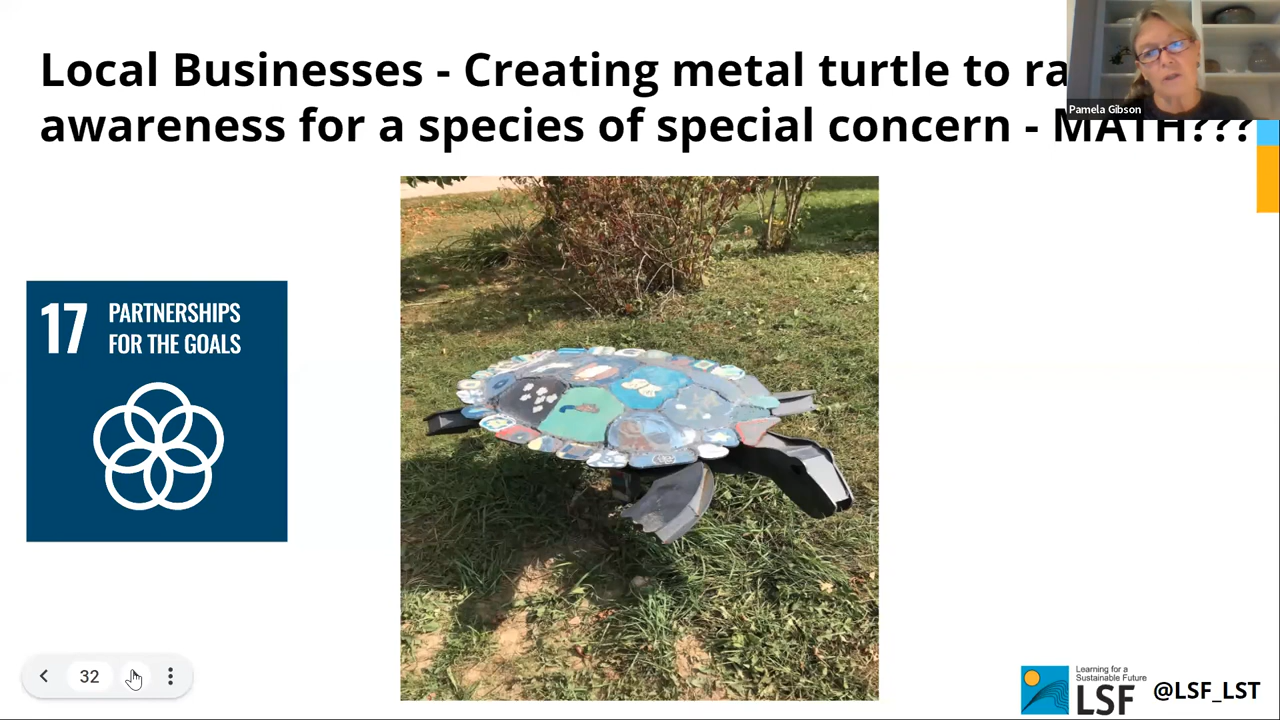 Local Businesses - Creating metal turtle to
awareness for a species of special concern - MATH???
Pamela Gibson
17 PARTNERSHIPS
FOR THE GOALS
32
Learning for a
Sustainable Future
LSF
@LSF_LST